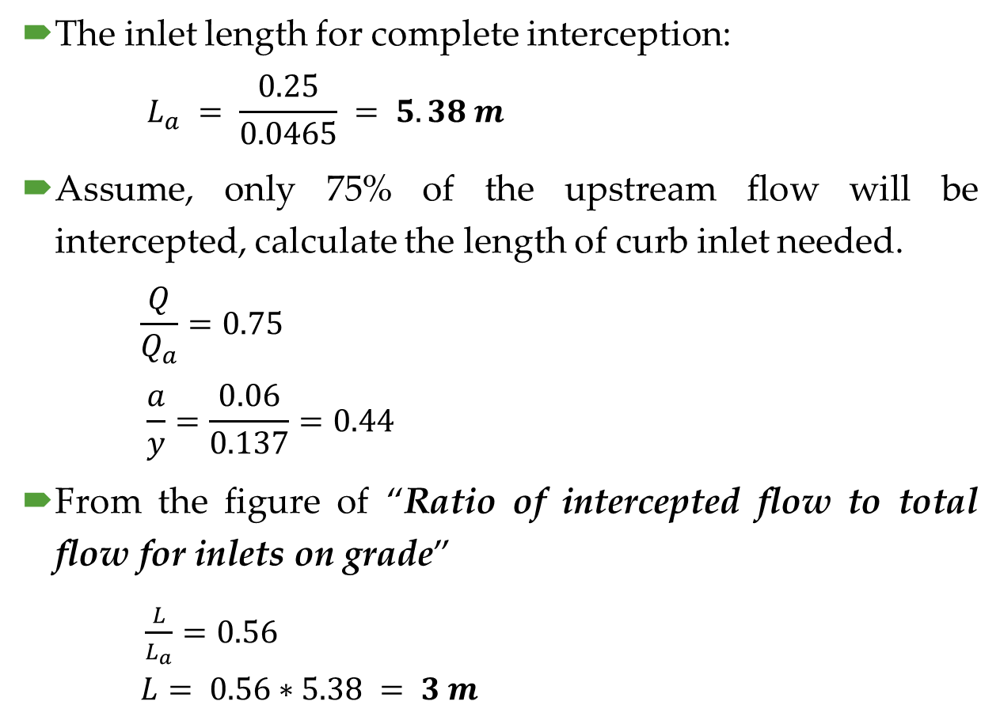 The inlet length for complete interception:
L_a = 0.25/0.0465 = 5.38 m
Assume, only 75% of the upstream flow will be
intercepted, calculate the length of curb inlet needed.
Q/Q_a = 0.75
a/y = 0.06/0.137 = 0.44
From the figure of “Ratio of intercepted flow to total
flow for inlets on grade”
L/L_a = 0.56
L = 0.56 * 5.38 = 3 m